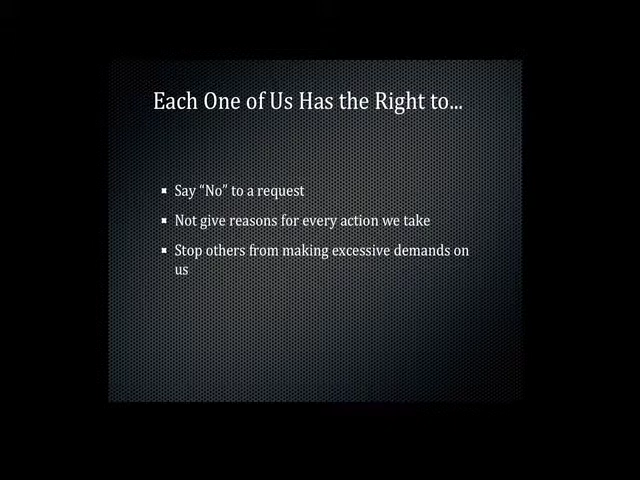 Each One of Us Has the Right to...
▪ Say “No” to a request
▪ Not give reasons for every action we take
▪ Stop others from making excessive demands on
us